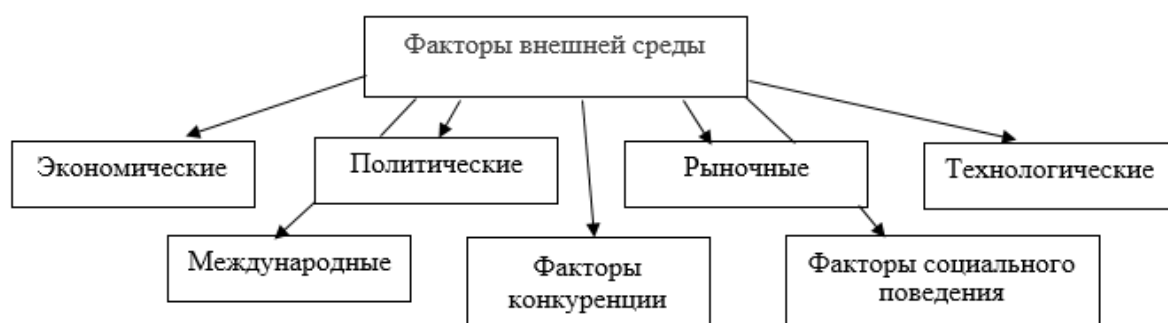 Факторы внешней среды
Экономические
Политические
Рыночные
Технологические
Международные
Факторы
конкуренции
Факторы социального
поведения